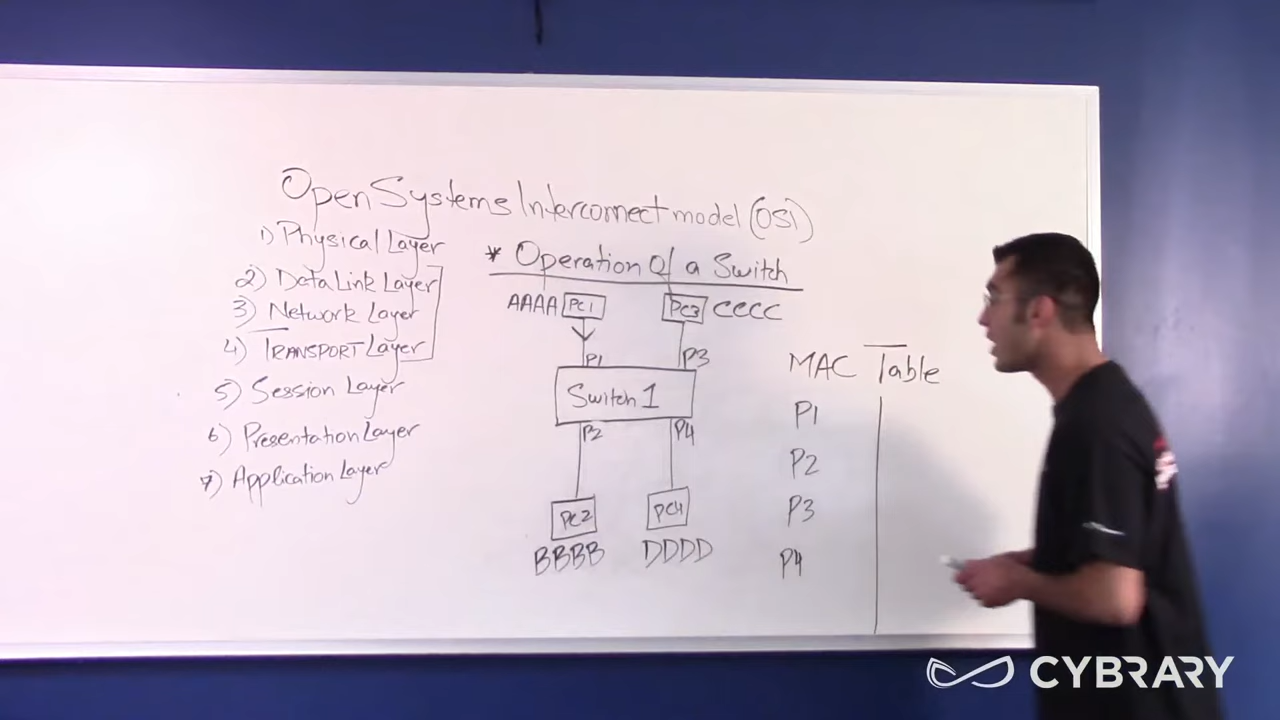 Open Systems Interconnect model (OSI)
1) Physical Layer
2) Data Link Layer
3) Network Layer
4) TRANSPORT Layer
5) Session Layer
6) Presentation Layer
7) Application Layer
* Operation Of a Switch
AAAA PC1 PC3 CCCC
P1 P3
Switch 1
P2 P4
PC2 PC4
BBBB DDDD
MAC Table
P1
P2
P3
P4
CYBRARY